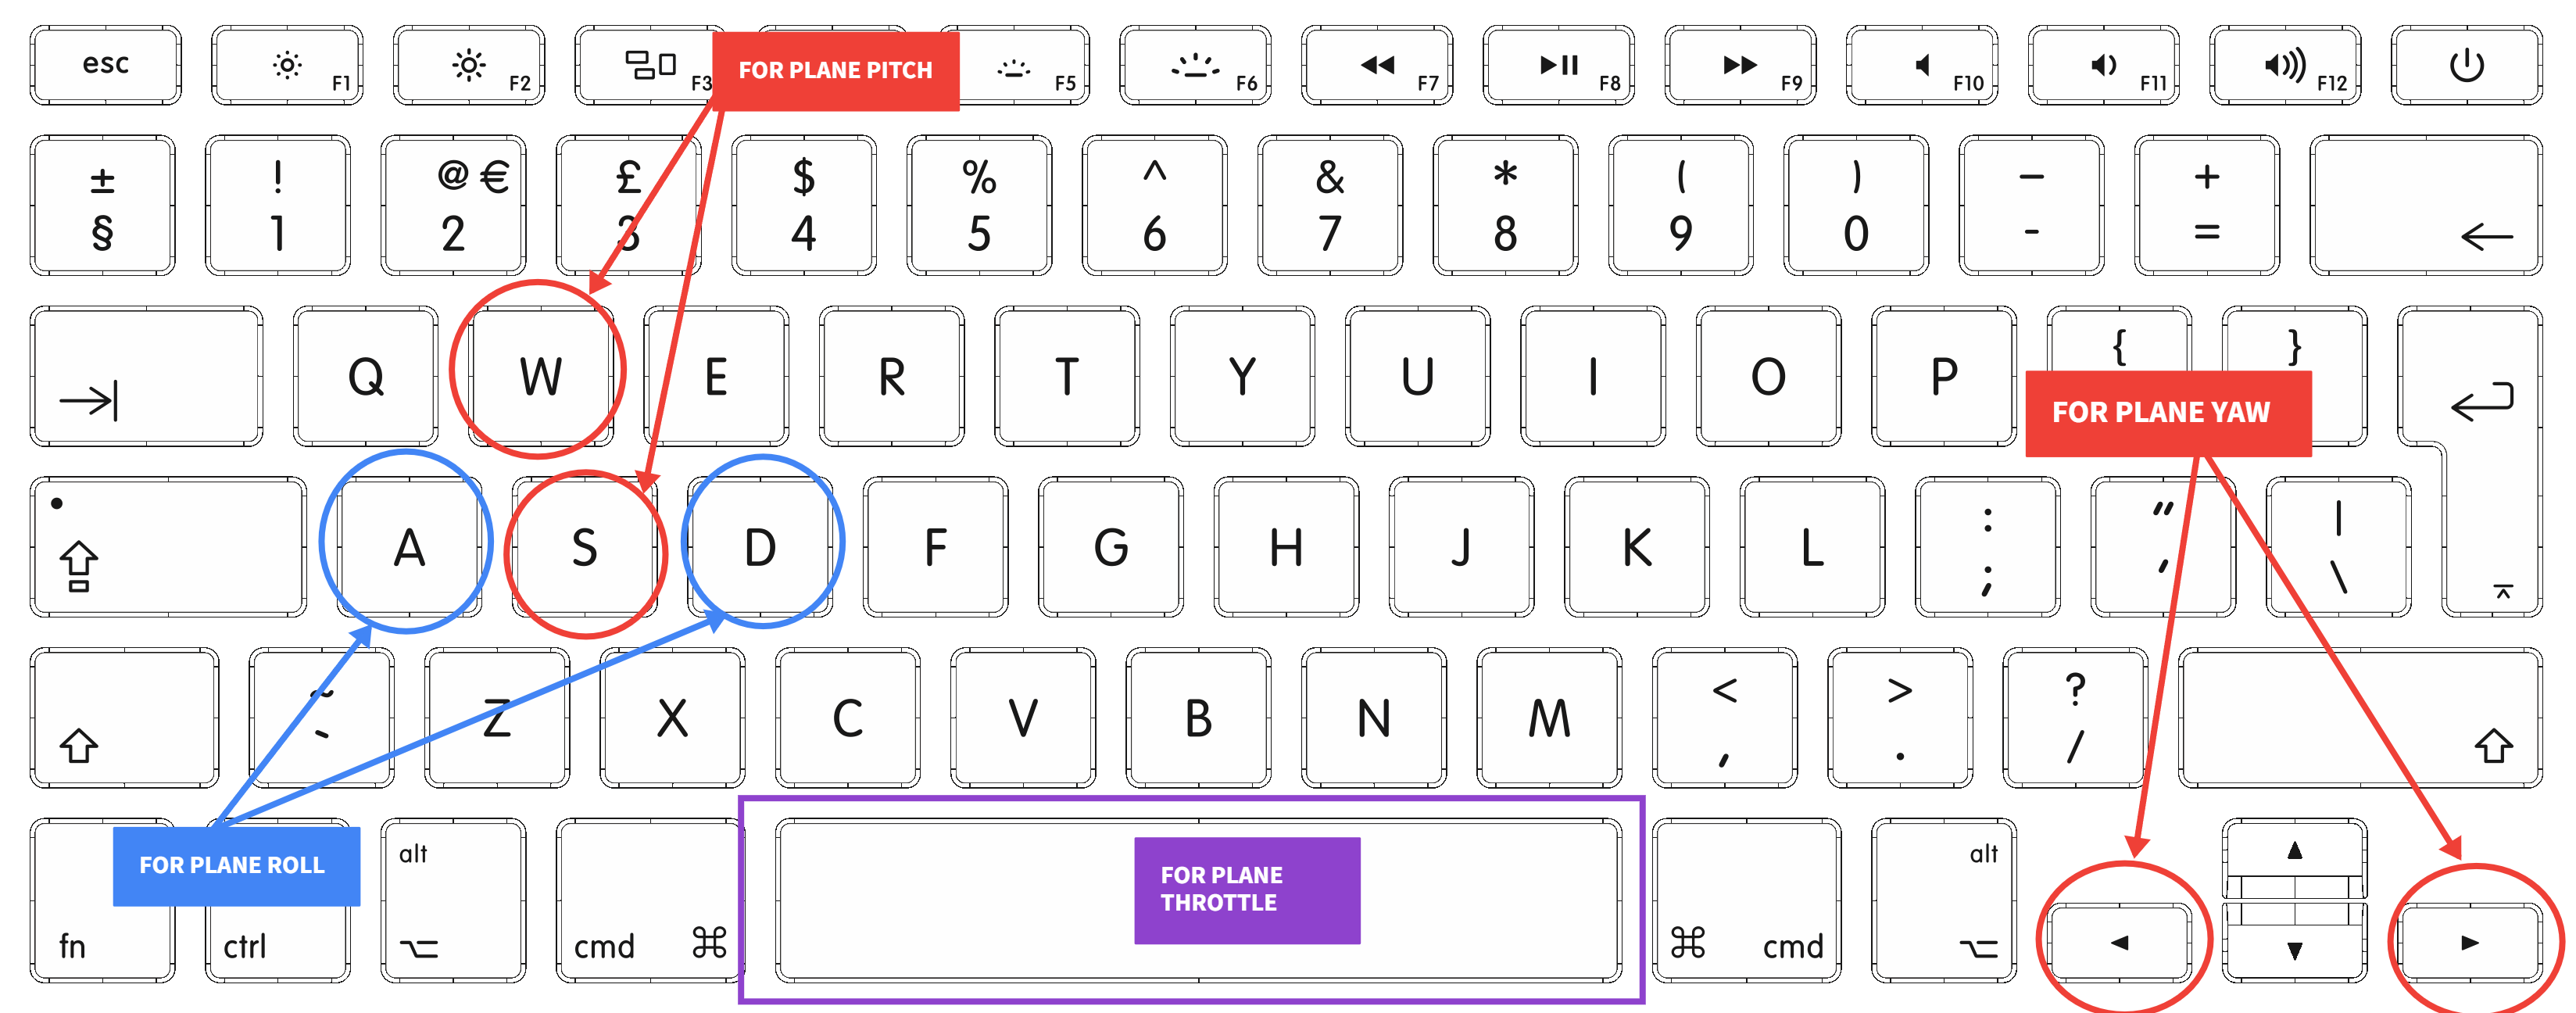 esc F1 F2 F3 FOR PLANE PITCH F5 F6 F7 F8 F9 F10 F11 F12
± ! @ € £ $ % ^ & * ( ) – +
§ 1 2 3 4 5 6 7 8 9 0 - =
Q W E R T Y U I O P { }
FOR PLANE YAW
A S D F G H J K L : ; " ' | \
~ ` Z X C V B N M < , > . ? /
FOR PLANE ROLL
FOR PLANE
THROTTLE
alt alt
fn ctrl ⌥ cmd ⌘ ⌘ cmd ⌥